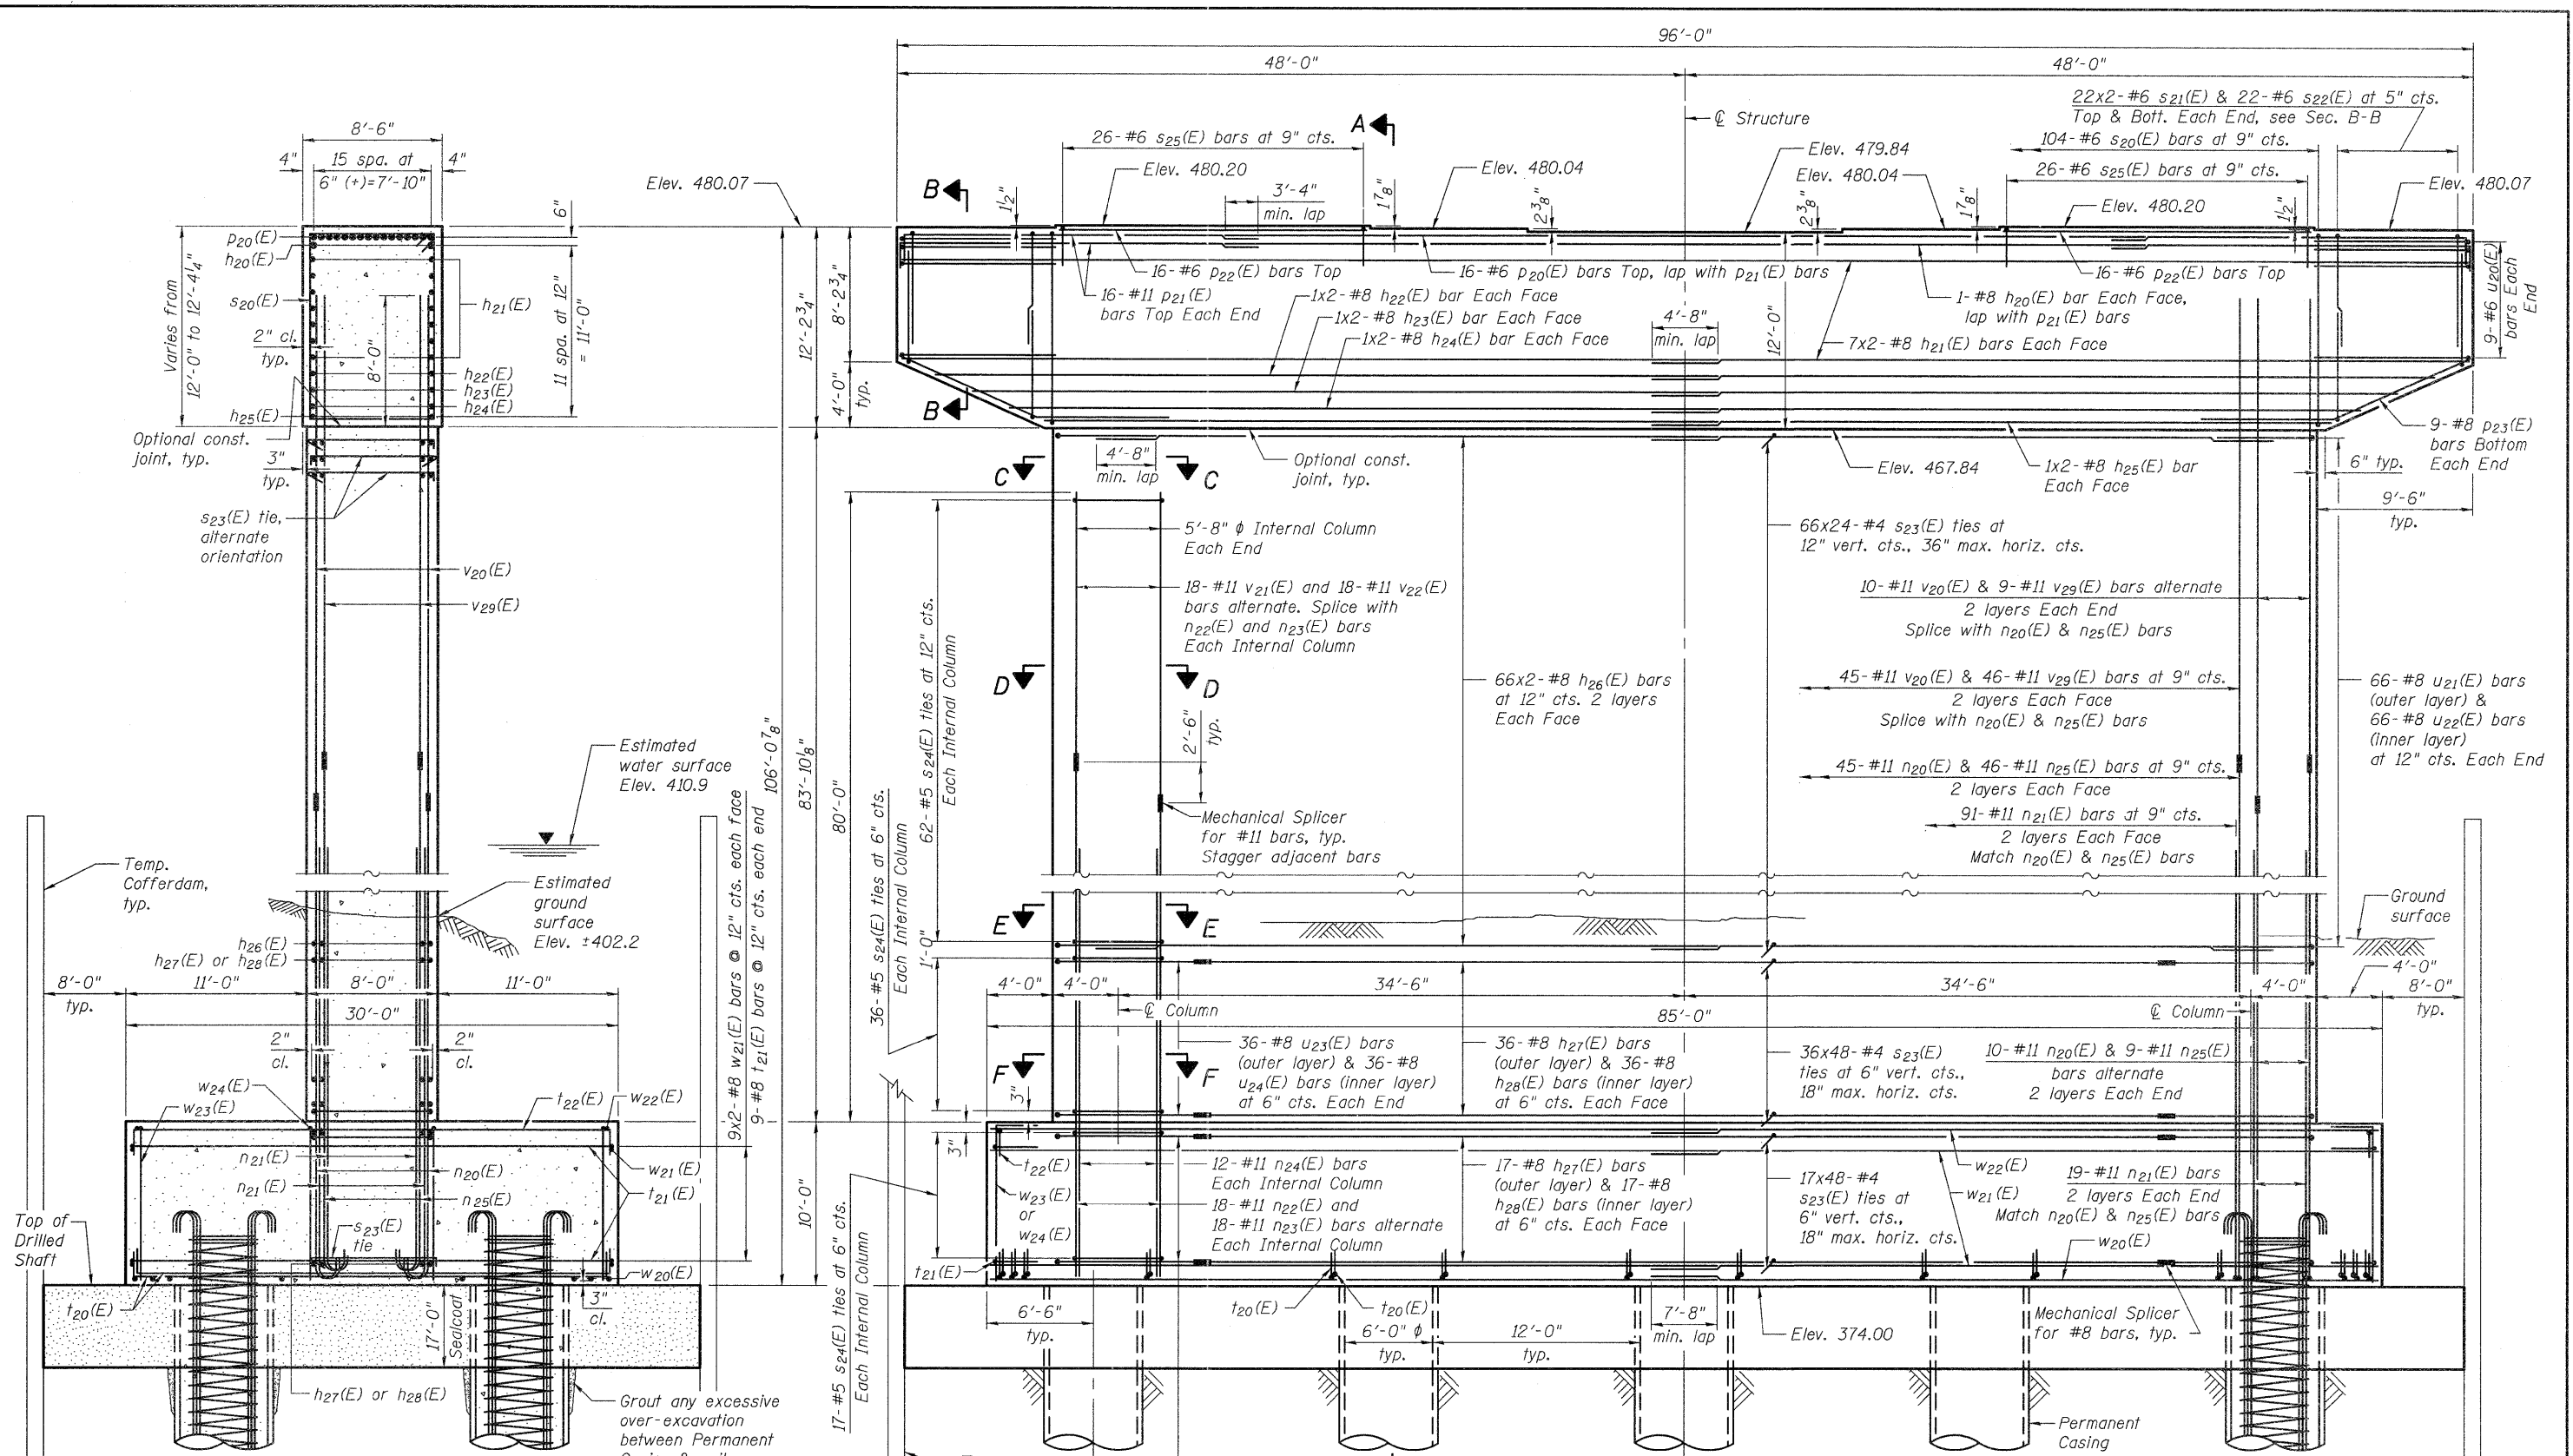 96'-0"
48'-0"
48'-0"
22x2-#6 s21(E) & 22-#6 s22(E) at 5" cts.
Top & Bott. Each End, see Sec. B-B
104-#6 s20(E) bars at 9" cts.
26-#6 s25(E) bars at 9" cts.
℄ Structure
A
26-#6 s25(E) bars at 9" cts.
Elev. 480.20
Elev. 480.04
Elev. 479.84
Elev. 480.04
Elev. 480.20
Elev. 480.07
Elev. 480.07
B
3'-4"
min. lap
1½"
1⅞"
2⅜"
2⅜"
1⅞"
1½"
8'-6"
4"
15 spa. at
6" (+)=7'-10"
4"
6"
p20(E)
h20(E)
s20(E)
h21(E)
2" cl.
typ.
8'-0"
11 spa. at 12"
= 11'-0"
Varies from
12'-0" to 12'-4¼"
h22(E)
h23(E)
h24(E)
h25(E)
Optional const.
joint, typ.
3"
typ.
s23(E) tie,
alternate
orientation
v20(E)
v29(E)
12'-2¾"
8'-2¾"
4'-0"
typ.
16-#6 p22(E) bars Top
16-#6 p20(E) bars Top, lap with p21(E) bars
16-#6 p22(E) bars Top
16-#11 p21(E)
bars Top Each End
1x2-#8 h22(E) bar Each Face
1x2-#8 h23(E) bar Each Face
1x2-#8 h24(E) bar Each Face
4'-8"
min. lap
12'-0"
1-#8 h20(E) bar Each Face,
lap with p21(E) bars
7x2-#8 h21(E) bars Each Face
9-#6 u20(E)
bars Each
End
B
9-#8 p23(E)
bars Bottom
Each End
6" typ.
9'-6"
typ.
C
4'-8"
min. lap
C
Optional const.
joint, typ.
Elev. 467.84
1x2-#8 h25(E) bar
Each Face
5'-8" ϕ Internal Column
Each End
66x24-#4 s23(E) ties at
12" vert. cts., 36" max. horiz. cts.
18-#11 v21(E) and 18-#11 v22(E)
bars alternate. Splice with
n22(E) and n23(E) bars
Each Internal Column
10-#11 v20(E) & 9-#11 v29(E) bars alternate
2 layers Each End
Splice with n20(E) & n25(E) bars
D
D
66x2-#8 h26(E) bars
at 12" cts. 2 layers
Each Face
45-#11 v20(E) & 46-#11 v29(E) bars at 9" cts.
2 layers Each Face
Splice with n20(E) & n25(E) bars
66-#8 u21(E) bars
(outer layer) &
66-#8 u22(E) bars
(inner layer)
at 12" cts. Each End
2'-6"
typ.
45-#11 n20(E) & 46-#11 n25(E) bars at 9" cts.
2 layers Each Face
Mechanical Splicer
for #11 bars, typ.
Stagger adjacent bars
91-#11 n21(E) bars at 9" cts.
2 layers Each Face
Match n20(E) & n25(E) bars
62-#5 s24(E) ties at 12" cts.
Each Internal Column
36-#5 s24(E) ties at 6" cts.
Each Internal Column
1'-0"
80'-0"
83'-10⅛"
106'-0⅞"
9x2-#8 w21(E) bars @ 12" cts. each face
9-#8 t21(E) bars @ 12" cts. each end
Estimated
water surface
Elev. 410.9
Temp.
Cofferdam,
typ.
Estimated
ground
surface
Elev. ±402.2
h26(E)
h27(E) or h28(E)
8'-0"
typ.
11'-0"
8'-0"
11'-0"
30'-0"
2"
cl.
2"
cl.
E
E
Ground
surface
4'-0"
4'-0"
34'-6"
34'-6"
4'-0"
4'-0"
8'-0"
typ.
℄ Column
85'-0"
℄ Column
F
F
3"
36-#8 u23(E) bars
(outer layer) & 36-#8
u24(E) bars (inner layer)
at 6" cts. Each End
36-#8 h27(E) bars
(outer layer) & 36-#8
h28(E) bars (inner layer)
at 6" cts. Each Face
36x48-#4 s23(E)
ties at 6" vert. cts.,
18" max. horiz. cts.
10-#11 n20(E) & 9-#11 n25(E)
bars alternate
2 layers Each End
w24(E)
w23(E)
t22(E)
w22(E)
n21(E)
n20(E)
n21(E)
n25(E)
w21(E)
t21(E)
s23(E)
tie
w20(E)
t20(E)
3"
cl.
Top of
Drilled
Shaft
17'-0"
Sealcoat
h27(E) or h28(E)
Grout any excessive
over-excavation
between Permanent
10'-0"
3"
17-#5 s24(E) ties at 6" cts.
Each Internal Column
t22(E)
w23(E)
or
w24(E)
t21(E)
12-#11 n24(E) bars
Each Internal Column
18-#11 n22(E) and
18-#11 n23(E) bars alternate
Each Internal Column
17-#8 h27(E) bars
(outer layer) & 17-#8
h28(E) bars (inner layer)
at 6" cts. Each Face
17x48-#4
s23(E) ties at
6" vert. cts.,
18" max. horiz. cts.
w22(E)
w21(E)
19-#11 n21(E) bars
2 layers Each End
Match n20(E) & n25(E) bars
w20(E)
6'-6"
typ.
t20(E)
t20(E)
6'-0" ϕ
typ.
12'-0"
typ.
7'-8"
min. lap
Elev. 374.00
Mechanical Splicer
for #8 bars, typ.
Permanent
Casing